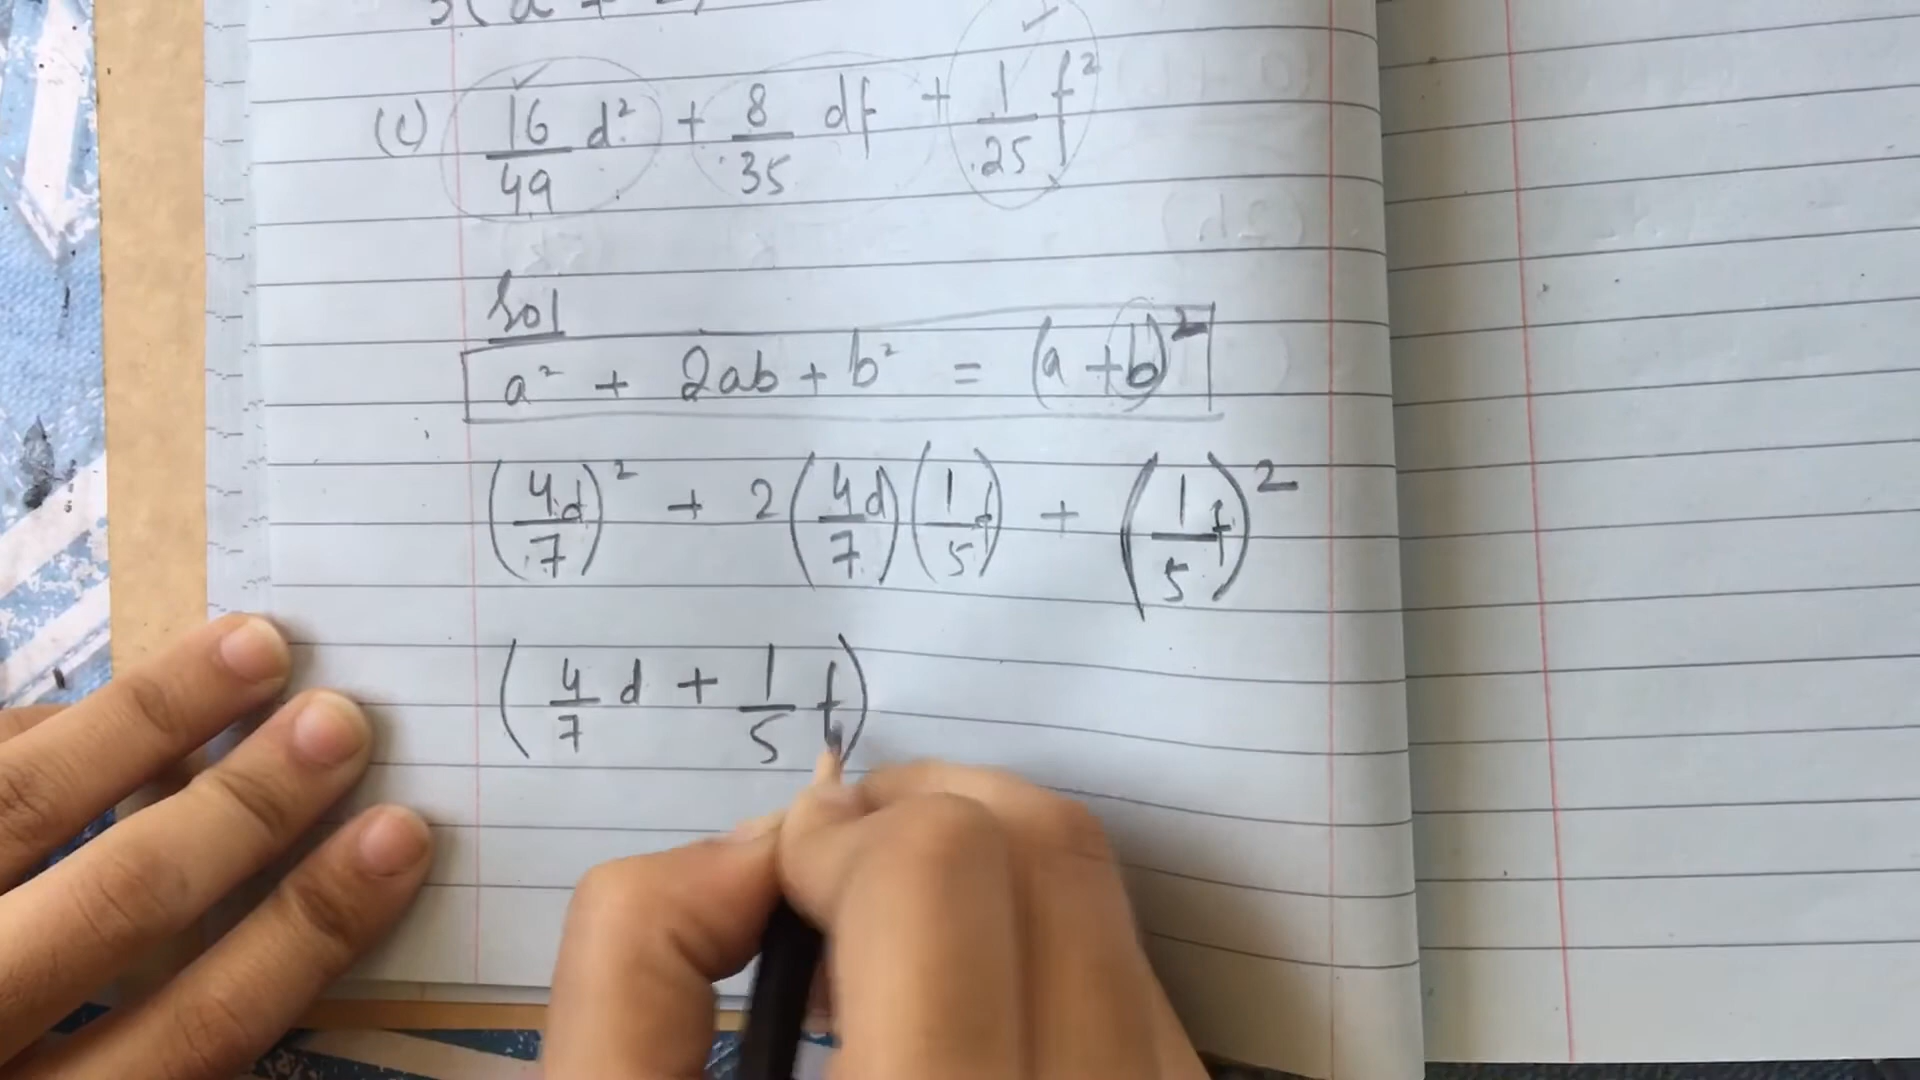 (c) 16/49 d² + 8/35 df + 1/25 f²
Sol
a² + 2ab + b² = (a + b)²
(4d/7)² + 2(4d/7)(1/5 f) + (1/5 f)²
(4/7 d + 1/5 f)